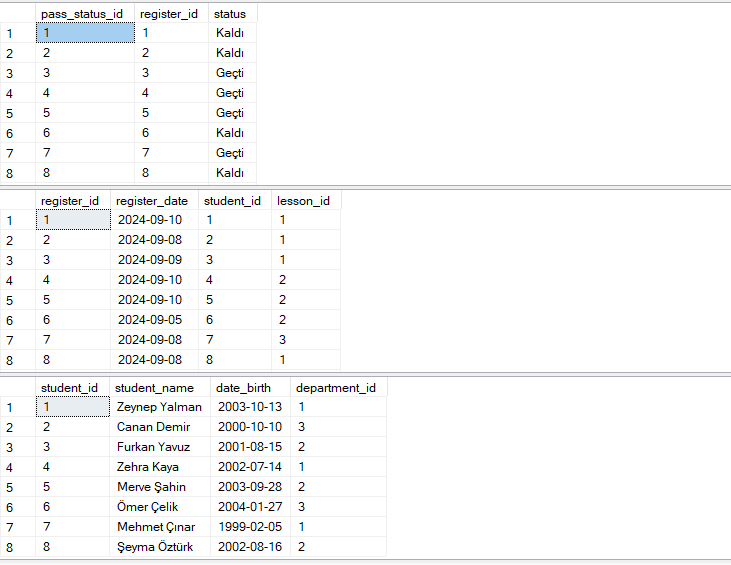 pass_status_id register_id status
1 1 1 Kaldı
2 2 2 Kaldı
3 3 3 Geçti
4 4 4 Geçti
5 5 5 Geçti
6 6 6 Kaldı
7 7 7 Geçti
8 8 8 Kaldı
register_id register_date student_id lesson_id
1 1 2024-09-10 1 1
2 2 2024-09-08 2 1
3 3 2024-09-09 3 1
4 4 2024-09-10 4 2
5 5 2024-09-10 5 2
6 6 2024-09-05 6 2
7 7 2024-09-08 7 3
8 8 2024-09-08 8 1
student_id student_name date_birth department_id
1 1 Zeynep Yalman 2003-10-13 1
2 2 Canan Demir 2000-10-10 3
3 3 Furkan Yavuz 2001-08-15 2
4 4 Zehra Kaya 2002-07-14 1
5 5 Merve Şahin 2003-09-28 2
6 6 Ömer Çelik 2004-01-27 3
7 7 Mehmet Çınar 1999-02-05 1
8 8 Şeyma Öztürk 2002-08-16 2